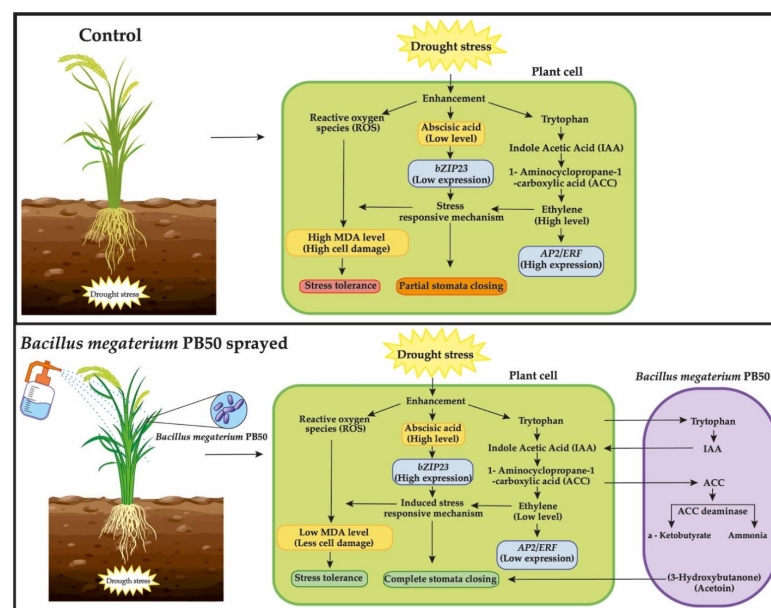 Control
Drought stress
Plant cell
Enhancement
Reactive oxygen
species (ROS)
Abscisic acid
(Low level)
Trytophan
Indole Acetic Acid (IAA)
bZIP23
(Low expression)
1- Aminocyclopropane-1
-carboxylic acid (ACC)
Stress
responsive mechanism
Ethylene
(High level)
High MDA level
(High cell damage)
AP2/ERF
(High expression)
Stress tolerance
Partial stomata closing
Drought stress
Bacillus megaterium PB50 sprayed
Bacillus megaterium PB50
Drougth stress
Drought stress
Plant cell
Enhancement
Reactive oxygen
species (ROS)
Abscisic acid
(High level)
Trytophan
Indole Acetic Acid (IAA)
bZIP23
(High expression)
1- Aminocyclopropane-1
-carboxylic acid (ACC)
Induced stress
responsive mechanism
Ethylene
(Low level)
Low MDA level
(Less cell damage)
AP2/ERF
(Low expression)
Stress tolerance
Complete stomata closing
Bacillus megaterium PB50
Trytophan
IAA
ACC
ACC deaminase
a - Ketobutyrate
Ammonia
(3-Hydroxybutanone)
(Acetoin)